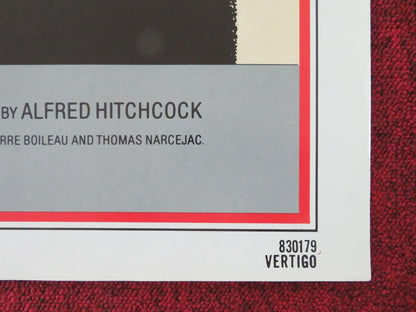 BY ALFRED HITCHCOCK
RRE BOILEAU AND THOMAS NARCEJAC.
830179
VERTIGO